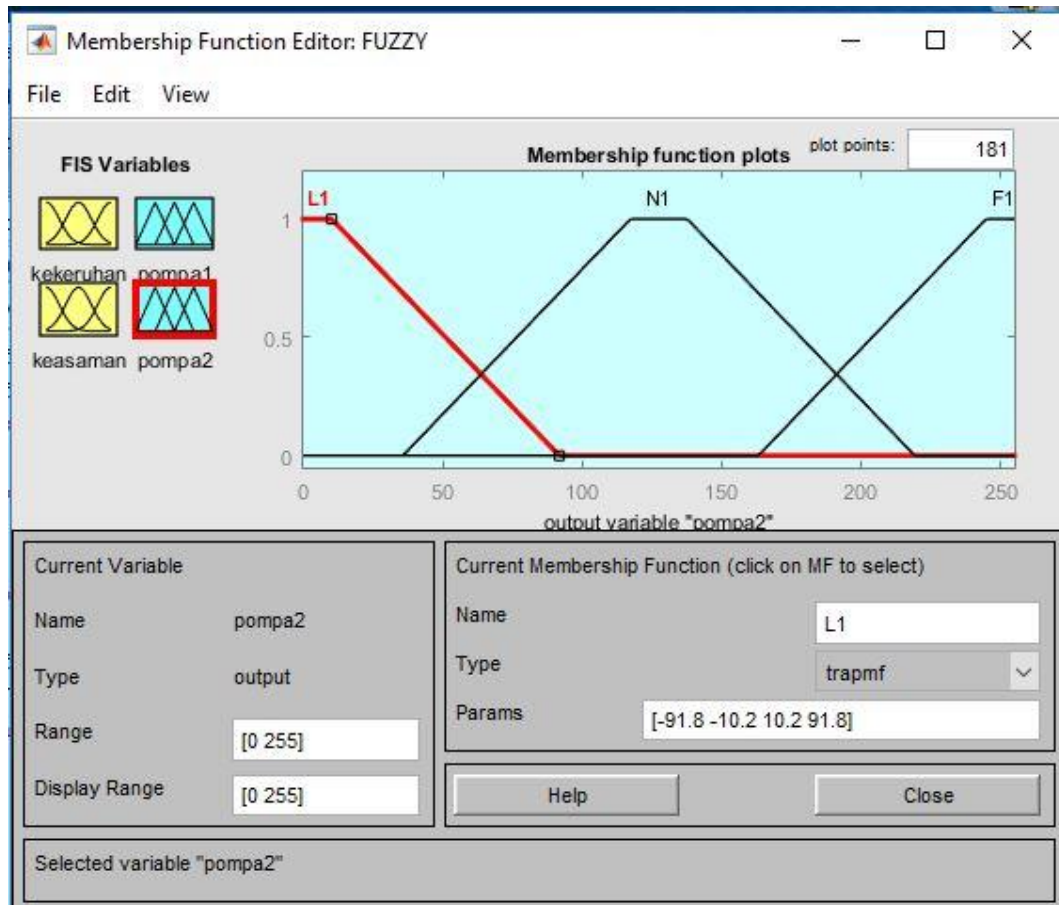 Membership Function Editor: FUZZY
File Edit View
FIS Variables
kekeruhan pompa1
keasaman pompa2
Membership function plots plot points: 181
L1 N1 F1
1
0.5
0
0 50 100 150 200 250
output variable "pompa2"
Current Variable
Name pompa2
Type output
Range [0 255]
Display Range [0 255]
Current Membership Function (click on MF to select)
Name L1
Type trapmf
Params [-91.8 -10.2 10.2 91.8]
Help Close
Selected variable "pompa2"